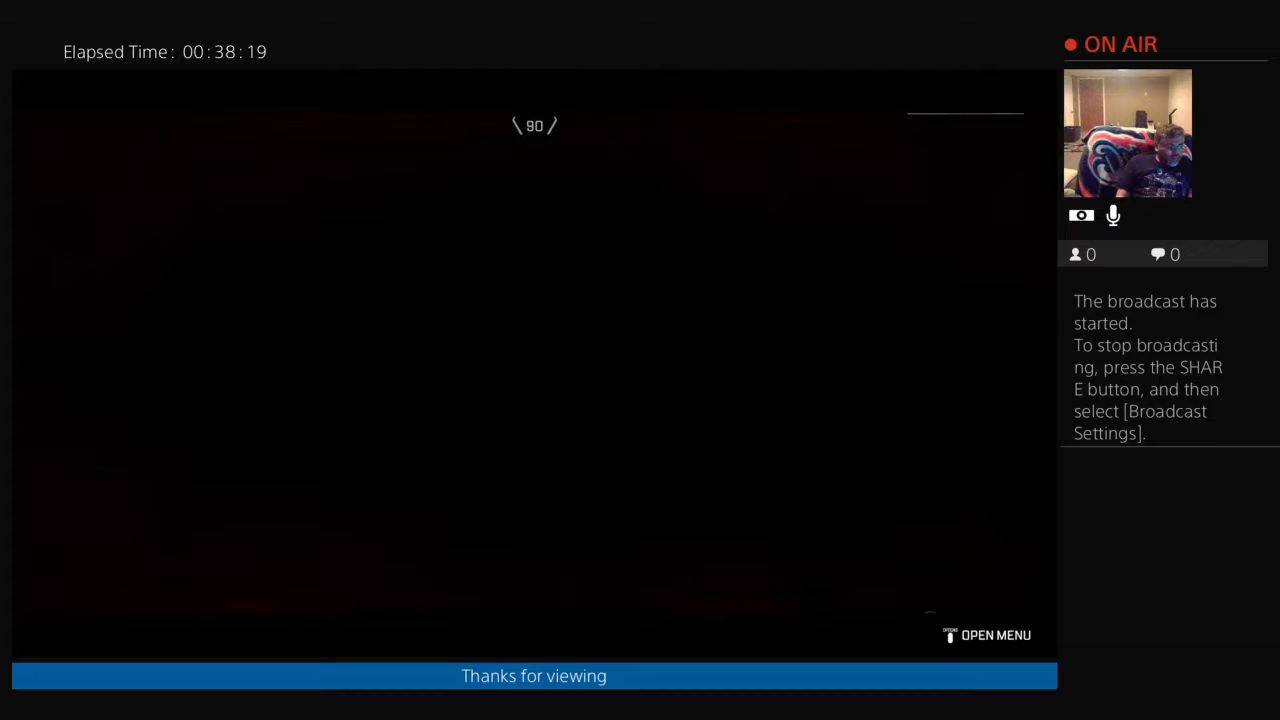 Elapsed Time: 00:38:19
ON AIR
90
0 0
The broadcast has
started.
To stop broadcasti
ng, press the SHAR
E button, and then
select [Broadcast
Settings].
OPTIONS OPEN MENU
Thanks for viewing